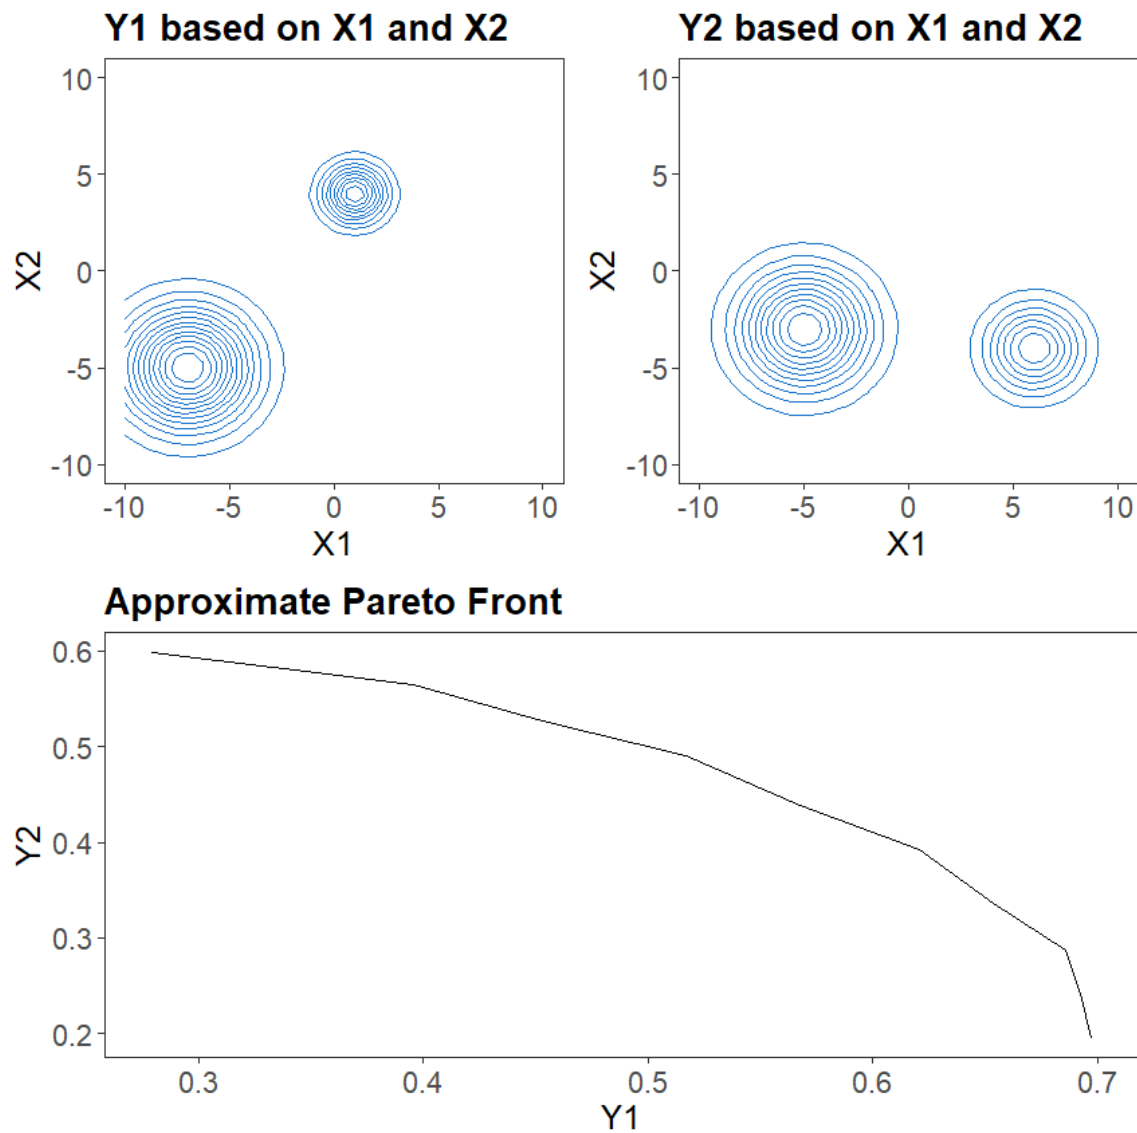 Y1 based on X1 and X2
10
5
0
-5
-10
X2
-10 -5 0 5 10
X1
Y2 based on X1 and X2
10
5
0
-5
-10
X2
-10 -5 0 5 10
X1
Approximate Pareto Front
0.6
0.5
0.4
0.3
0.2
Y2
0.3 0.4 0.5 0.6 0.7
Y1